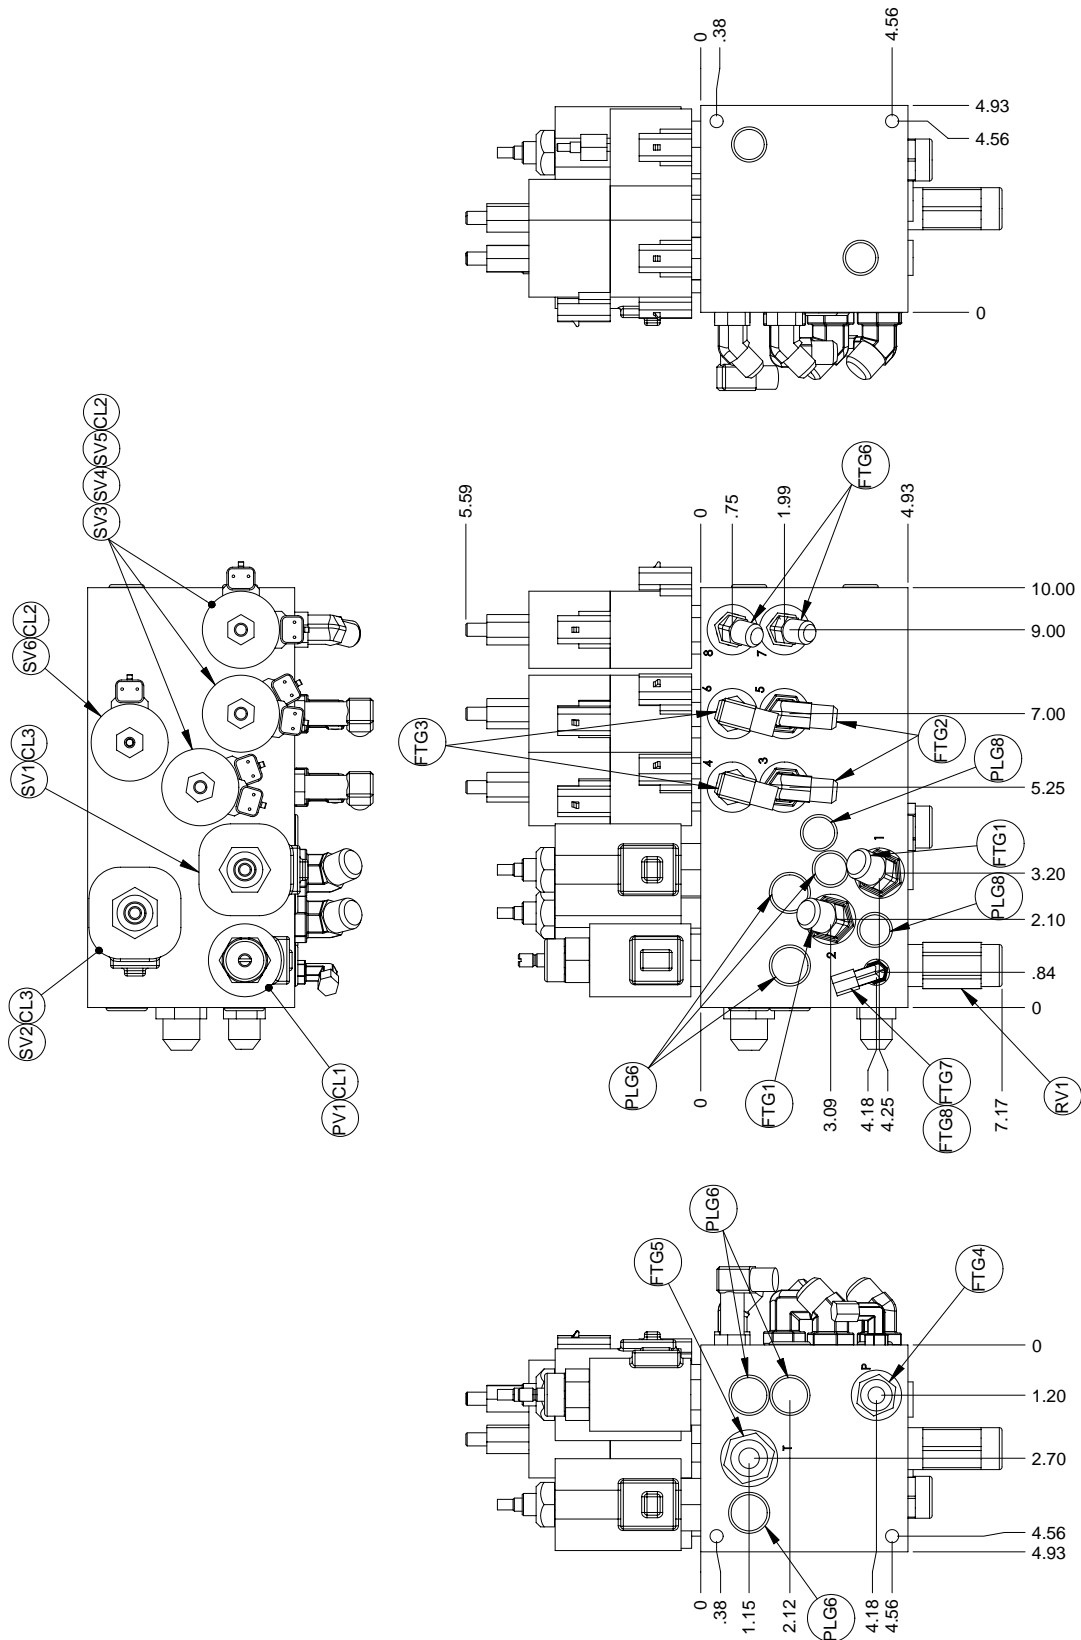 0
.38
4.56
4.93
4.56
0
SV3 SV4 SV5 CL2
SV6 CL2
SV1 CL3
SV2 CL3
PV1 CL1
5.59
0
.75
1.99
4.93
FTG6
10.00
9.00
7.00
5.25
3.20
2.10
.84
0
8
7
6
5
4
3
2
1
FTG3
FTG2
PLG8
FTG1
PLG8
PLG6
FTG1
FTG8 FTG7
RV1
0
3.09
4.18
4.25
7.17
PLG6
FTG5
FTG4
P
T
0
1.20
2.70
4.56
4.93
0
.38
1.15
2.12
4.18
4.56
PLG6